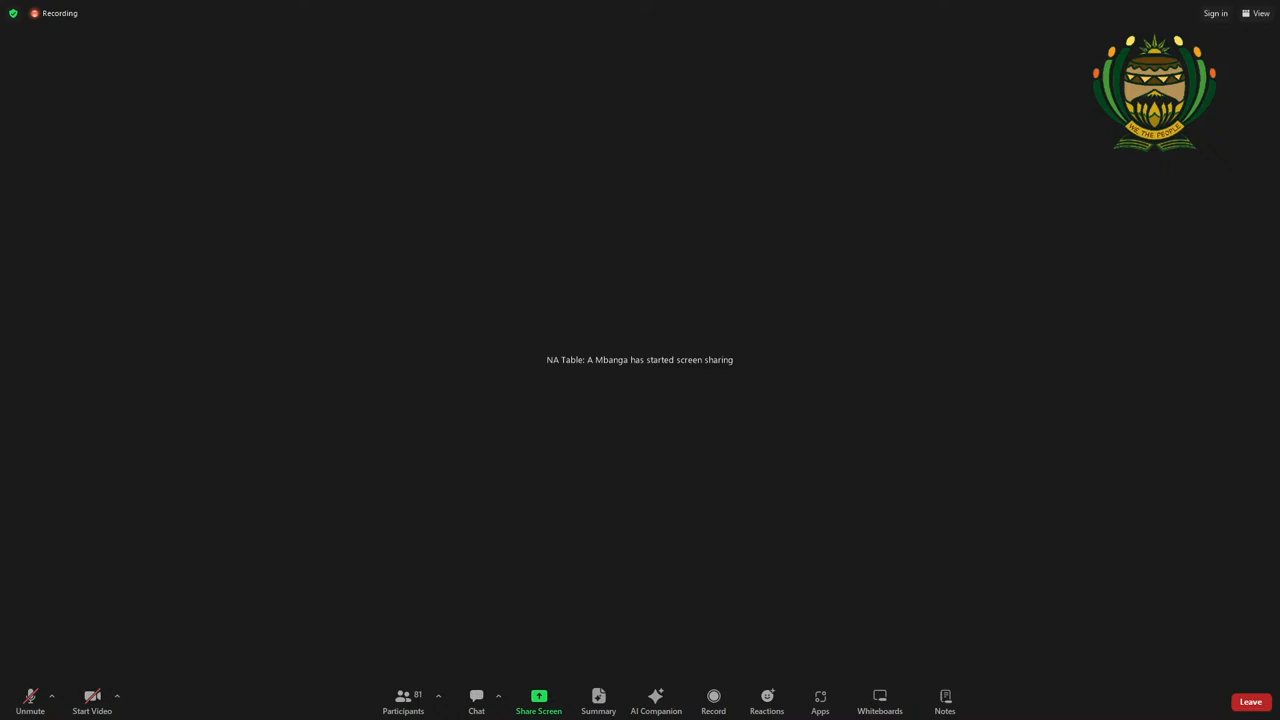 Recording
Sign in
View
WE, THE PEOPLE
NA Table: A Mbanga has started screen sharing
Unmute
Start Video
Participants
81
Chat
Share Screen
Summary
AI Companion
Record
Reactions
Apps
Whiteboards
Notes
Leave